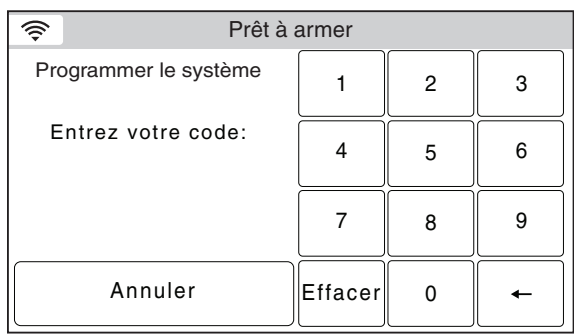 Prêt à armer
Programmer le système
Entrez votre code:
1 2 3
4 5 6
7 8 9
Annuler Effacer 0 ←